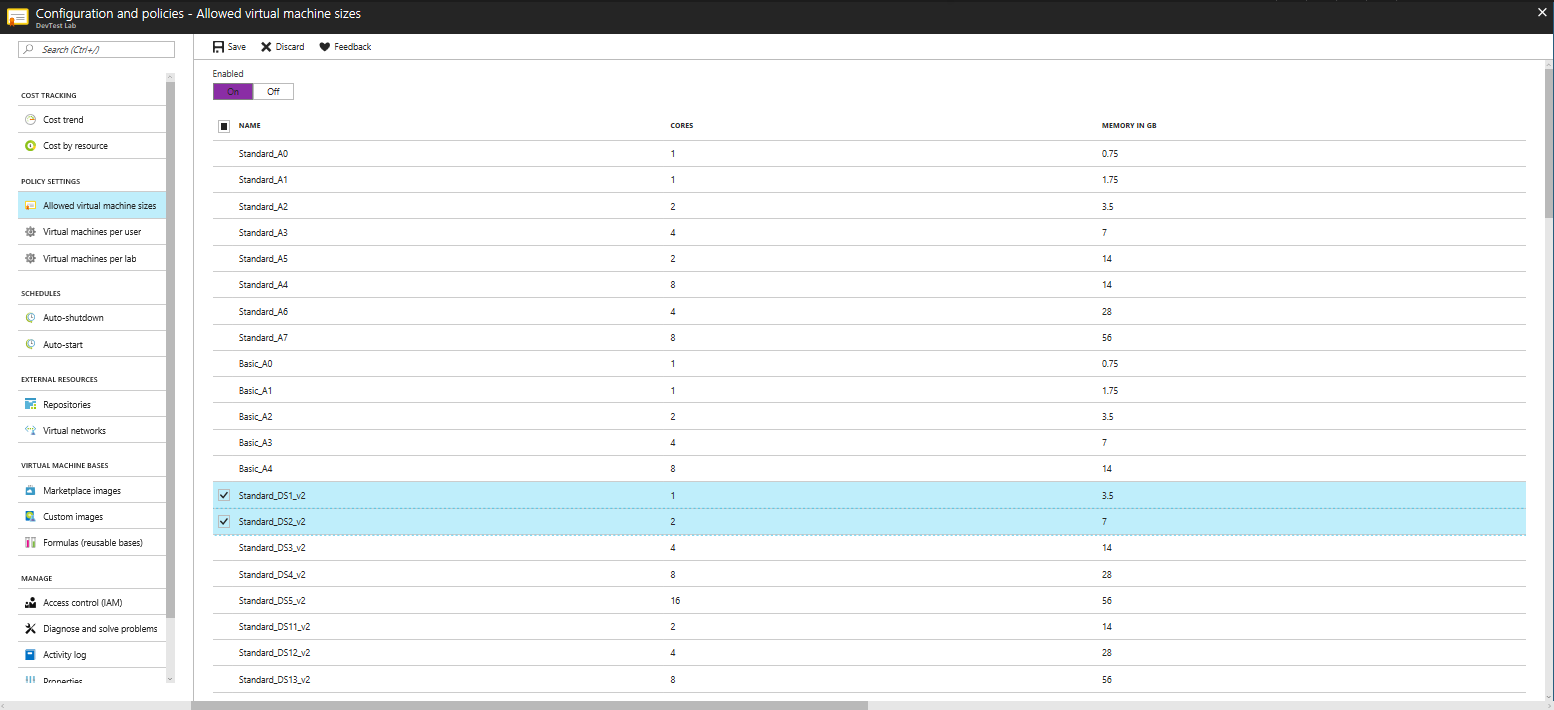 Configuration and policies - Allowed virtual machine sizes
DevTest Lab
Search (Ctrl+/)
COST TRACKING
Cost trend
Cost by resource
POLICY SETTINGS
Allowed virtual machine sizes
Virtual machines per user
Virtual machines per lab
SCHEDULES
Auto-shutdown
Auto-start
EXTERNAL RESOURCES
Repositories
Virtual networks
VIRTUAL MACHINE BASES
Marketplace images
Custom images
Formulas (reusable bases)
MANAGE
Access control (IAM)
Diagnose and solve problems
Activity log
Properties
Save Discard Feedback
Enabled
On Off
NAME CORES MEMORY IN GB
Standard_A0 1 0.75
Standard_A1 1 1.75
Standard_A2 2 3.5
Standard_A3 4 7
Standard_A5 2 14
Standard_A4 8 14
Standard_A6 4 28
Standard_A7 8 56
Basic_A0 1 0.75
Basic_A1 1 1.75
Basic_A2 2 3.5
Basic_A3 4 7
Basic_A4 8 14
Standard_DS1_v2 1 3.5
Standard_DS2_v2 2 7
Standard_DS3_v2 4 14
Standard_DS4_v2 8 28
Standard_DS5_v2 16 56
Standard_DS11_v2 2 14
Standard_DS12_v2 4 28
Standard_DS13_v2 8 56